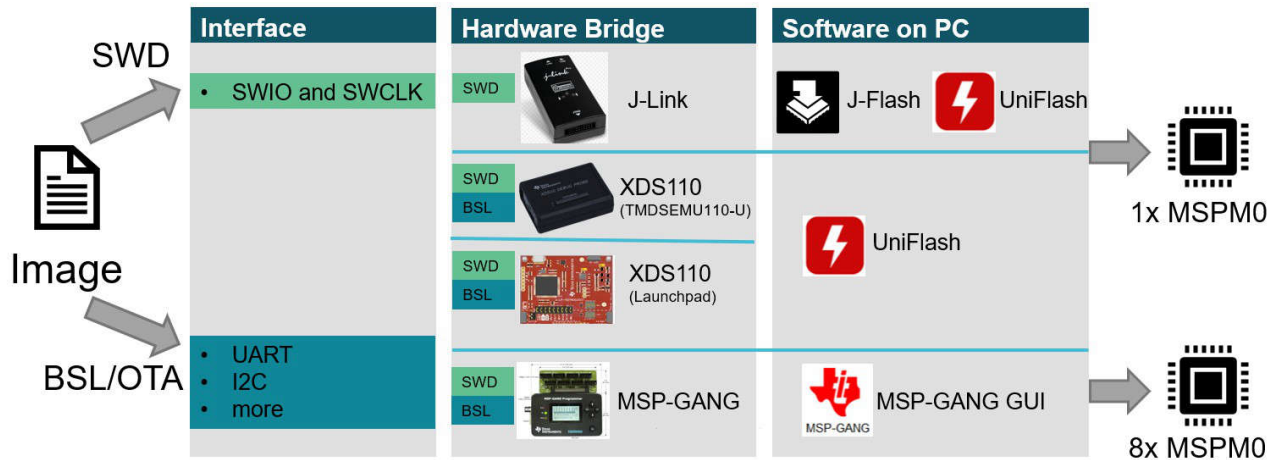 Interface
Hardware Bridge
Software on PC
SWD
• SWIO and SWCLK
SWD
J-Link
J-Flash
UniFlash
1x MSPM0
SWD
BSL
XDS110
(TMDSEMU110-U)
UniFlash
Image
SWD
BSL
XDS110
(Launchpad)
BSL/OTA
• UART
• I2C
• more
SWD
BSL
MSP-GANG
MSP-GANG
MSP-GANG GUI
8x MSPM0